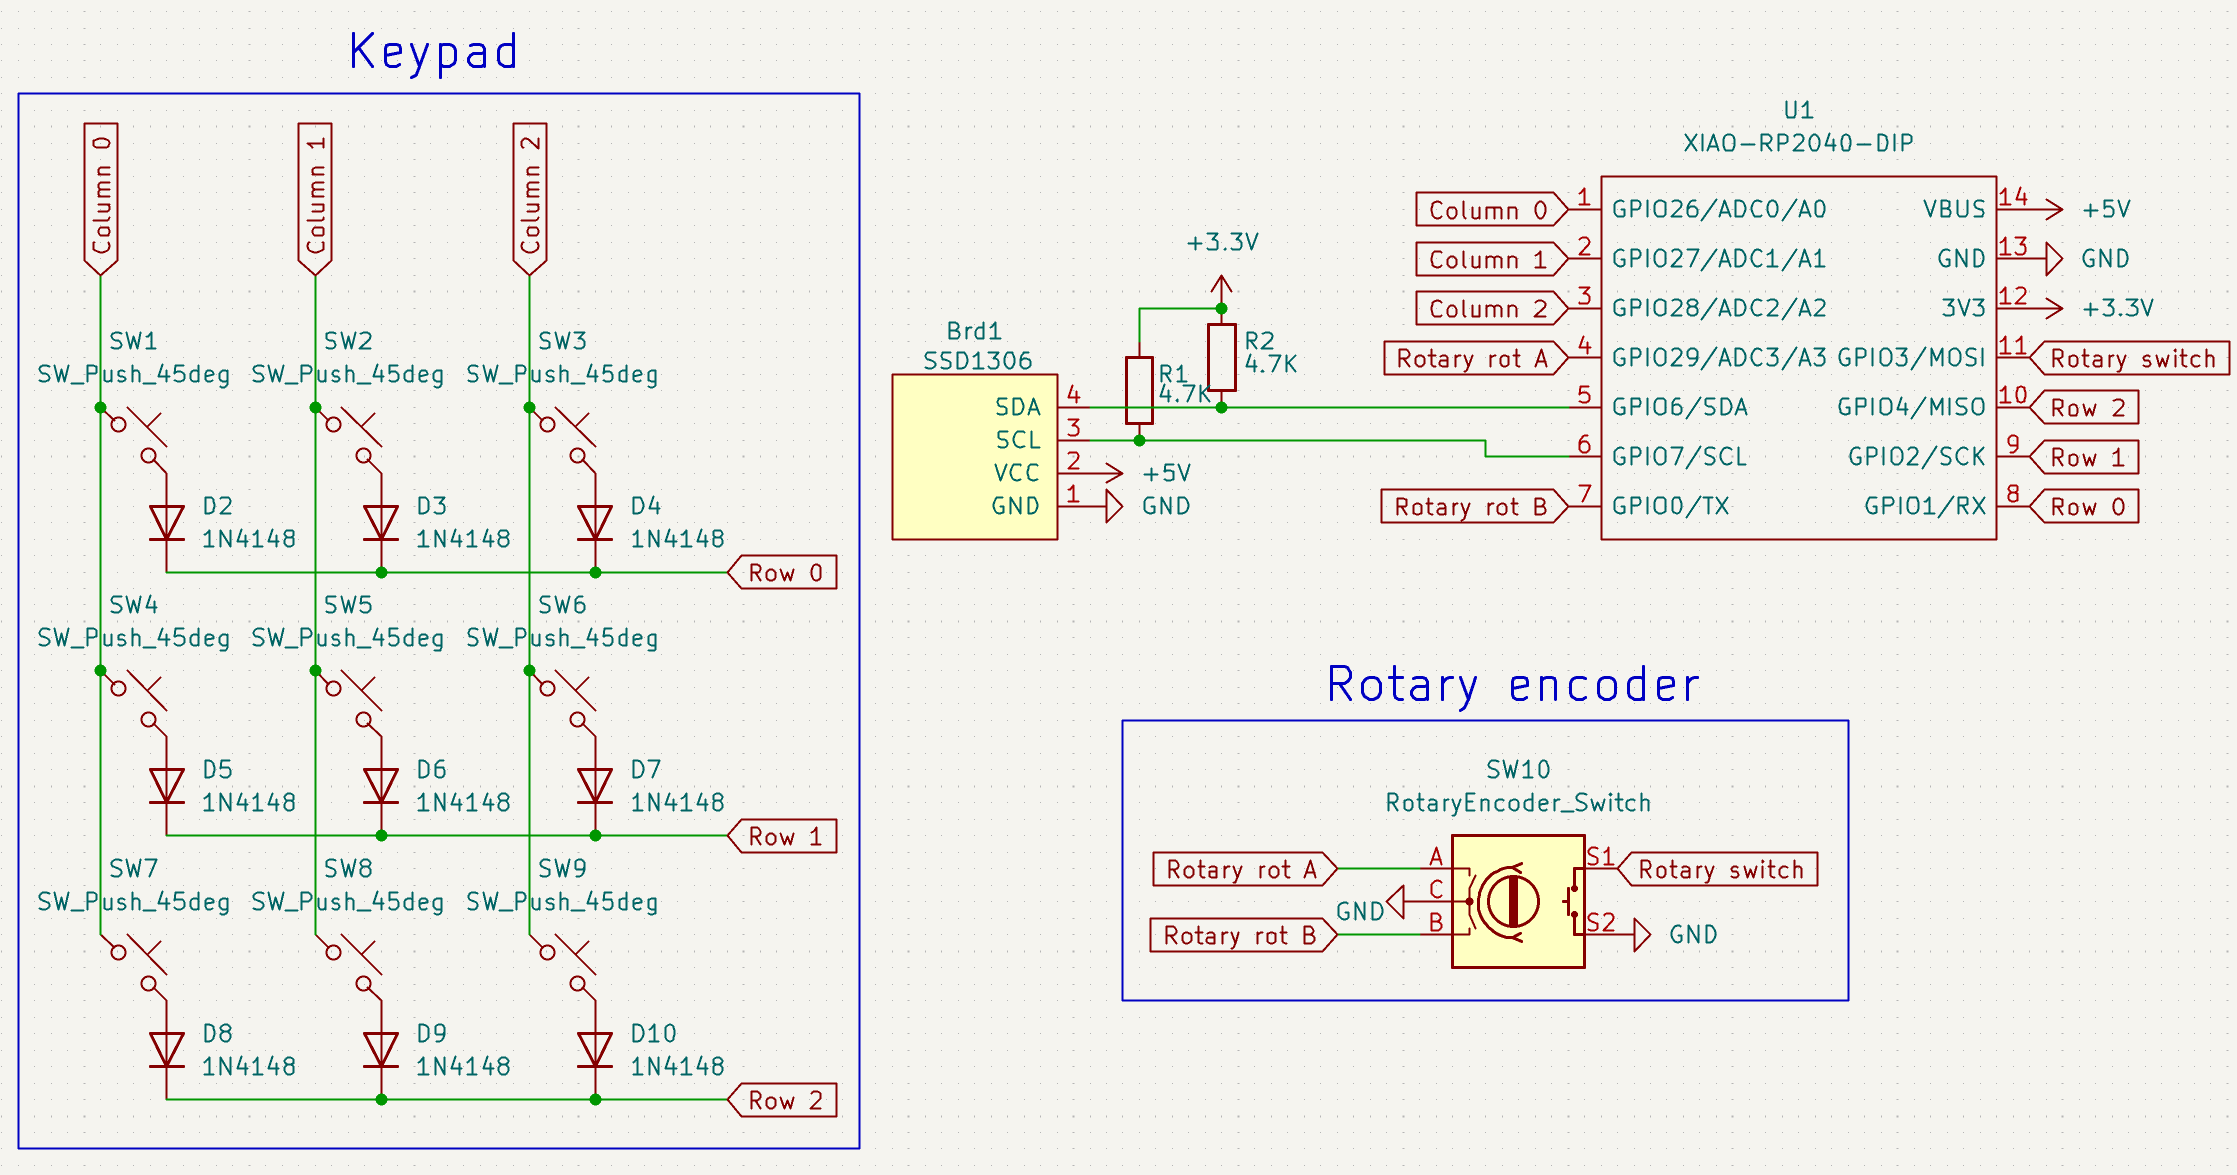 Keypad
Column 0
Column 1
Column 2
SW1
SW_Push_45deg
SW2
SW_Push_45deg
SW3
SW_Push_45deg
D2
1N4148
D3
1N4148
D4
1N4148
Row 0
SW4
SW_Push_45deg
SW5
SW_Push_45deg
SW6
SW_Push_45deg
D5
1N4148
D6
1N4148
D7
1N4148
Row 1
SW7
SW_Push_45deg
SW8
SW_Push_45deg
SW9
SW_Push_45deg
D8
1N4148
D9
1N4148
D10
1N4148
Row 2
Brd1
SSD1306
SDA 4
SCL 3
VCC 2
GND 1
+5V
GND
+3.3V
R1
4.7K
R2
4.7K
U1
XIAO-RP2040-DIP
Column 0 1 GPIO26/ADC0/A0
Column 1 2 GPIO27/ADC1/A1
Column 2 3 GPIO28/ADC2/A2
Rotary rot A 4 GPIO29/ADC3/A3
5 GPIO6/SDA
6 GPIO7/SCL
Rotary rot B 7 GPIO0/TX
VBUS 14 +5V
GND 13 GND
3V3 12 +3.3V
GPIO3/MOSI 11 Rotary switch
GPIO4/MISO 10 Row 2
GPIO2/SCK 9 Row 1
GPIO1/RX 8 Row 0
Rotary encoder
SW10
RotaryEncoder_Switch
Rotary rot A A
GND C
Rotary rot B B
S1 Rotary switch
S2 GND